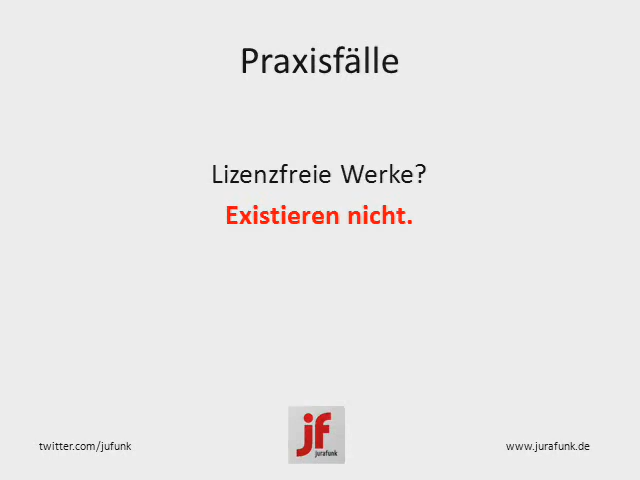 Praxisfälle
Lizenzfreie Werke?
Existieren nicht.
jf
jurafunk
twitter.com/jufunk
www.jurafunk.de